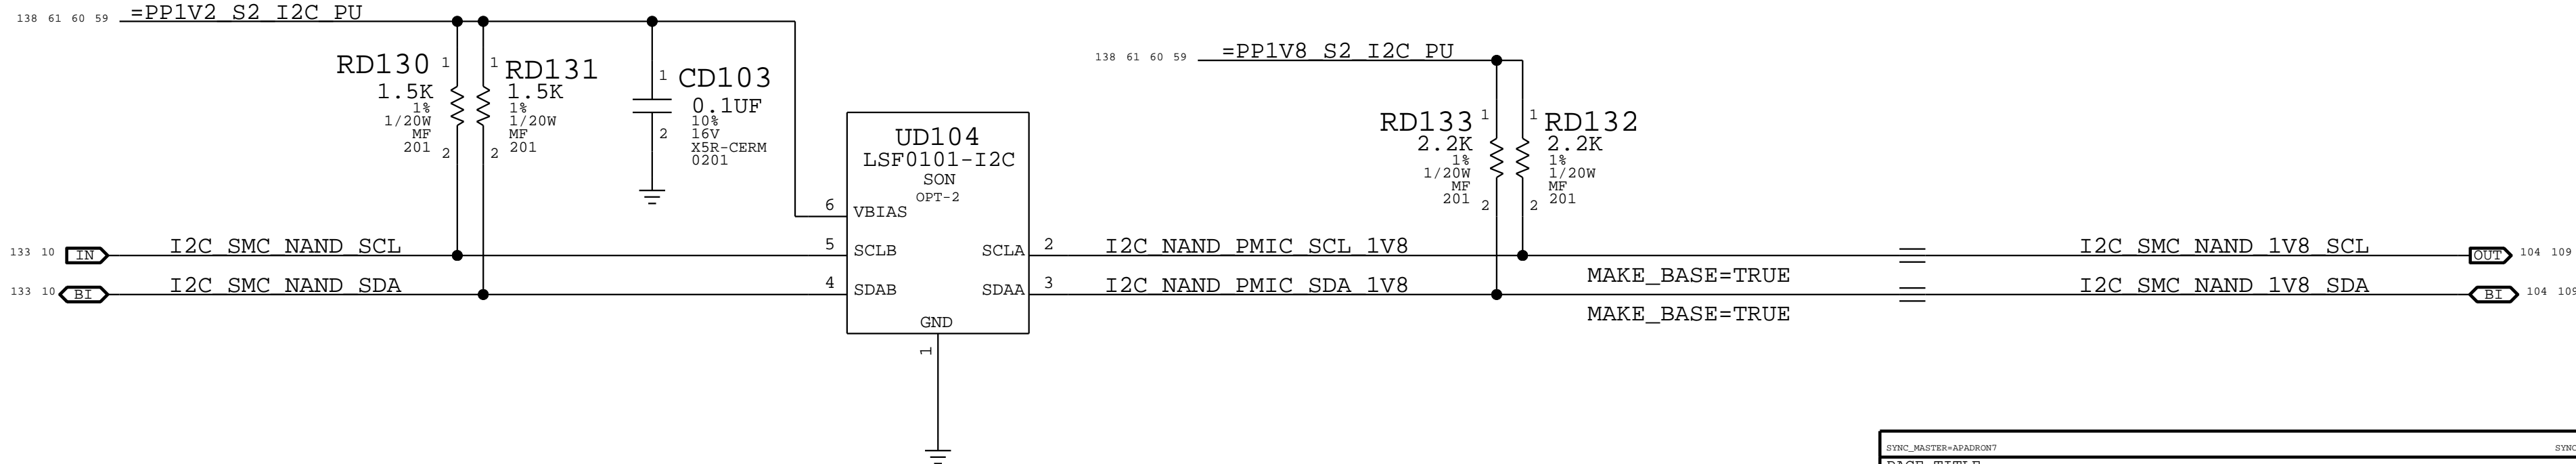 138 61 60 59 =PP1V2_S2_I2C_PU
RD130
1.5K
1%
1/20W
MF
201
1
2
RD131
1.5K
1%
1/20W
MF
201
1
2
CD103
0.1UF
10%
16V
X5R-CERM
0201
1
2
138 61 60 59 =PP1V8_S2_I2C_PU
RD133
2.2K
1%
1/20W
MF
201
1
2
RD132
2.2K
1%
1/20W
MF
201
1
2
UD104
LSF0101-I2C
SON
OPT-2
6 VBIAS
5 SCLB
SCLA 2
4 SDAB
SDAA 3
GND
1
133 10 IN I2C_SMC_NAND_SCL
133 10 BI I2C_SMC_NAND_SDA
I2C_NAND_PMIC_SCL_1V8
MAKE_BASE=TRUE
I2C_NAND_PMIC_SDA_1V8
MAKE_BASE=TRUE
I2C_SMC_NAND_1V8_SCL OUT 104 109
I2C_SMC_NAND_1V8_SDA BI 104 109
SYNC_MASTER=APADRON7
SYNC